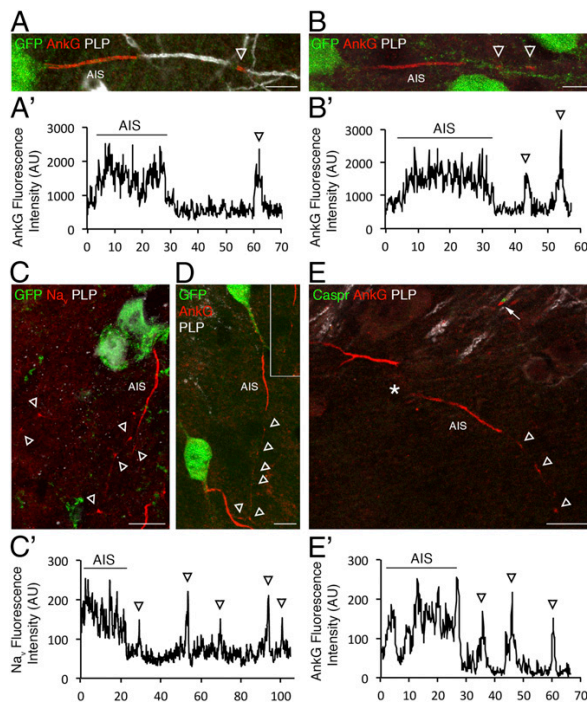 A
GFP AnkG PLP
AIS
B
GFP AnkG PLP
AIS
A'
AIS
3000
2000
1000
0
AnkG Fluorescence
Intensity (AU)
0 10 20 30 40 50 60 70
B'
AIS
3000
2000
1000
0
AnkG Fluorescence
Intensity (AU)
0 10 20 30 40 50 60
C
GFP Nav PLP
AIS
D
GFP
AnkG
PLP
AIS
E
Caspr AnkG PLP
*
AIS
C'
AIS
300
200
100
0
Nav Fluorescence
Intensity (AU)
0 20 40 60 80 100
E'
AIS
300
200
100
0
AnkG Fluorescence
Intensity (AU)
0 10 20 30 40 50 60 70